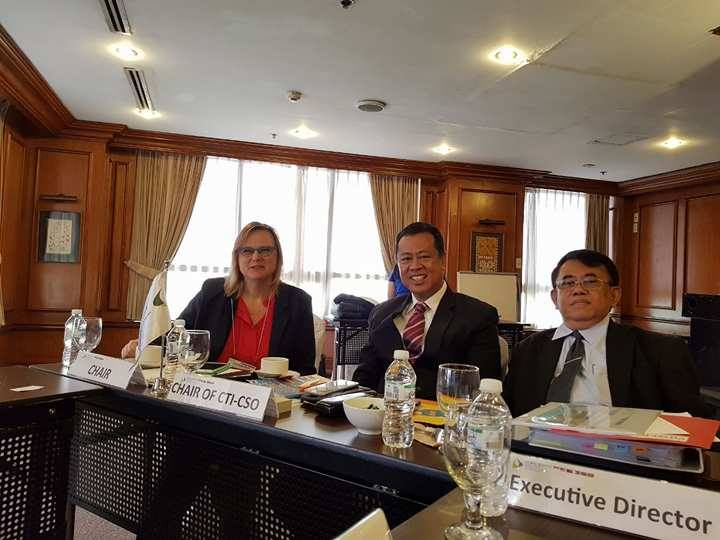 CHAIR
CHAIR OF CTI-CSO
Executive Director